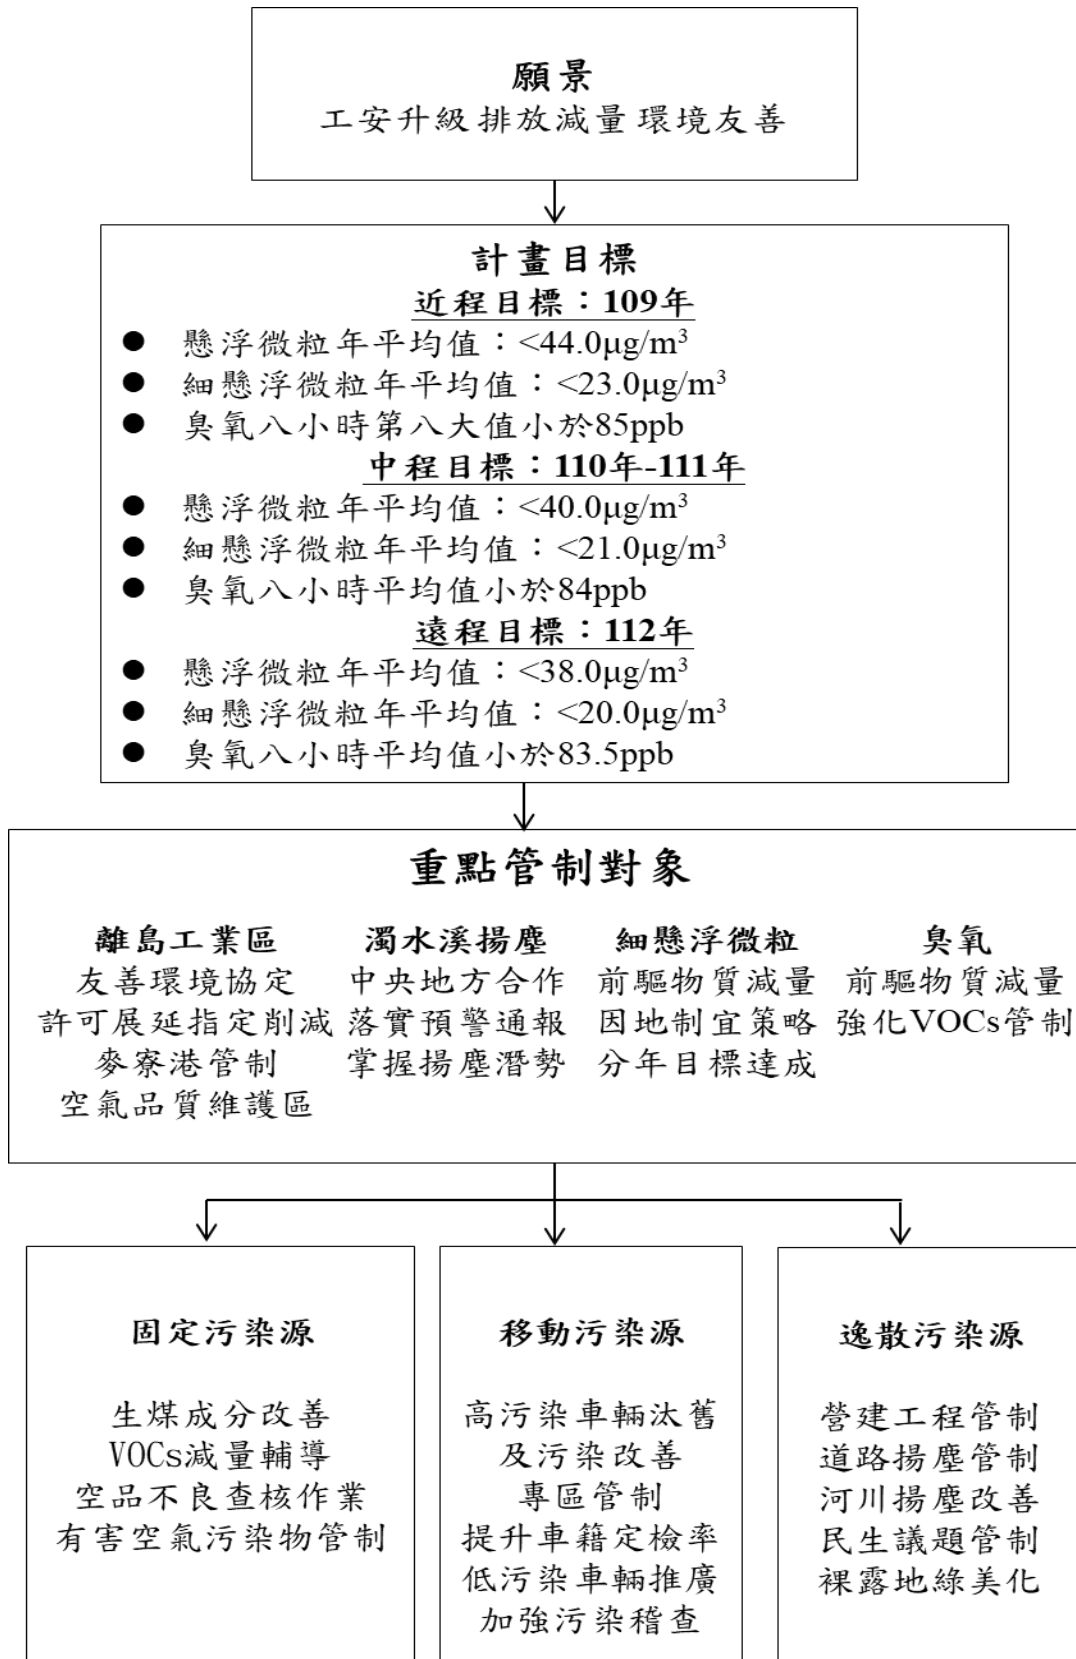 願景
工安升級 排放減量 環境友善
計畫目標
近程目標：109年
● 懸浮微粒年平均值：<44.0μg/m³
● 細懸浮微粒年平均值：<23.0μg/m³
● 臭氧八小時第八大值小於85ppb
中程目標：110年-111年
● 懸浮微粒年平均值：<40.0μg/m³
● 細懸浮微粒年平均值：<21.0μg/m³
● 臭氧八小時平均值小於84ppb
遠程目標：112年
● 懸浮微粒年平均值：<38.0μg/m³
● 細懸浮微粒年平均值：<20.0μg/m³
● 臭氧八小時平均值小於83.5ppb
重點管制對象
離島工業區
友善環境協定
許可展延指定削減
麥寮港管制
空氣品質維護區
濁水溪揚塵
中央地方合作
落實預警通報
掌握揚塵潛勢
細懸浮微粒
前驅物質減量
因地制宜策略
分年目標達成
臭氧
前驅物質減量
強化VOCs管制
固定污染源
生煤成分改善
VOCs減量輔導
空品不良查核作業
有害空氣污染物管制
移動污染源
高污染車輛汰舊
及污染改善
專區管制
提升車籍定檢率
低污染車輛推廣
加強污染稽查
逸散污染源
營建工程管制
道路揚塵管制
河川揚塵改善
民生議題管制
裸露地綠美化